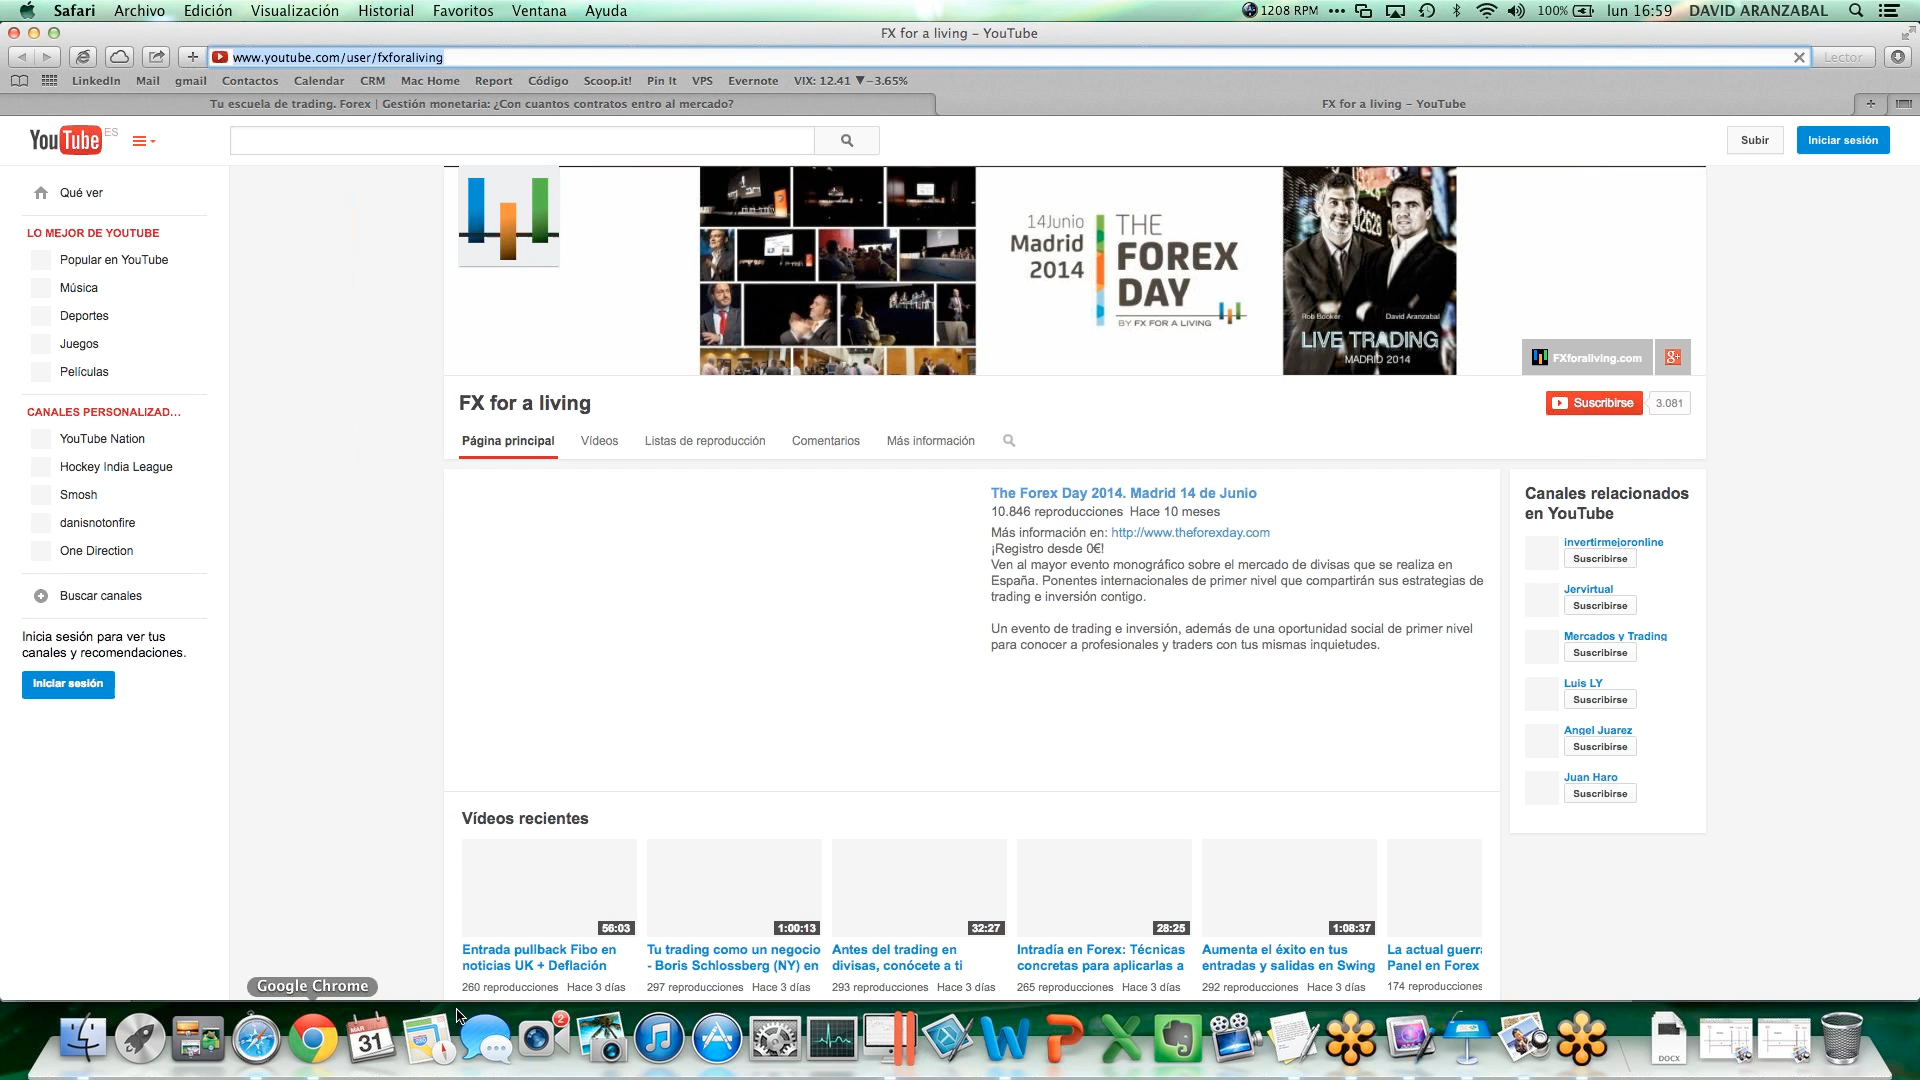 Safari Archivo Edición Visualización Historial Favoritos Ventana Ayuda
1208 RPM 100% lun 16:59 DAVID ARANZABAL
FX for a living – YouTube
www.youtube.com/user/fxforaliving
Lector
LinkedIn Mail gmail Contactos Calendar CRM Mac Home Report Código Scoop.it! Pin It VPS Evernote VIX: 12.41 ▼−3.65%
Tu escuela de trading. Forex | Gestión monetaria: ¿Con cuantos contratos entro al mercado?
FX for a living – YouTube
YouTube ES
Subir
Iniciar sesión
Qué ver
LO MEJOR DE YOUTUBE
Popular en YouTube
Música
Deportes
Juegos
Películas
CANALES PERSONALIZAD...
YouTube Nation
Hockey India League
Smosh
danisnotonfire
One Direction
Buscar canales
Inicia sesión para ver tus
canales y recomendaciones.
Iniciar sesión
14Junio
Madrid
2014
THE
FOREX
DAY
BY FX FOR A LIVING
Rob Booker David Aranzabal
LIVE TRADING
MADRID 2014
FXforaliving.com
g+
FX for a living
Suscribirse 3.081
Página principal Vídeos Listas de reproducción Comentarios Más información
The Forex Day 2014. Madrid 14 de Junio
10.846 reproducciones Hace 10 meses
Más información en: http://www.theforexday.com
¡Registro desde 0€!
Ven al mayor evento monográfico sobre el mercado de divisas que se realiza en
España. Ponentes internacionales de primer nivel que compartirán sus estrategias de
trading e inversión contigo.
Un evento de trading e inversión, además de una oportunidad social de primer nivel
para conocer a profesionales y traders con tus mismas inquietudes.
Canales relacionados
en YouTube
invertirmejoronline
Suscribirse
Jervirtual
Suscribirse
Mercados y Trading
Suscribirse
Luis LY
Suscribirse
Angel Juarez
Suscribirse
Juan Haro
Suscribirse
Vídeos recientes
56:03
Entrada pullback Fibo en
noticias UK + Deflación
260 reproducciones Hace 3 días
1:00:13
Tu trading como un negocio
- Boris Schlossberg (NY) en
297 reproducciones Hace 3 días
32:27
Antes del trading en
divisas, conócete a ti
293 reproducciones Hace 3 días
28:25
Intradía en Forex: Técnicas
concretas para aplicarlas a
265 reproducciones Hace 3 días
1:08:37
Aumenta el éxito en tus
entradas y salidas en Swing
292 reproducciones Hace 3 días
La actual guerra
Panel en Forex
174 reproducciones
Google Chrome
MAR
31
2
DOCX